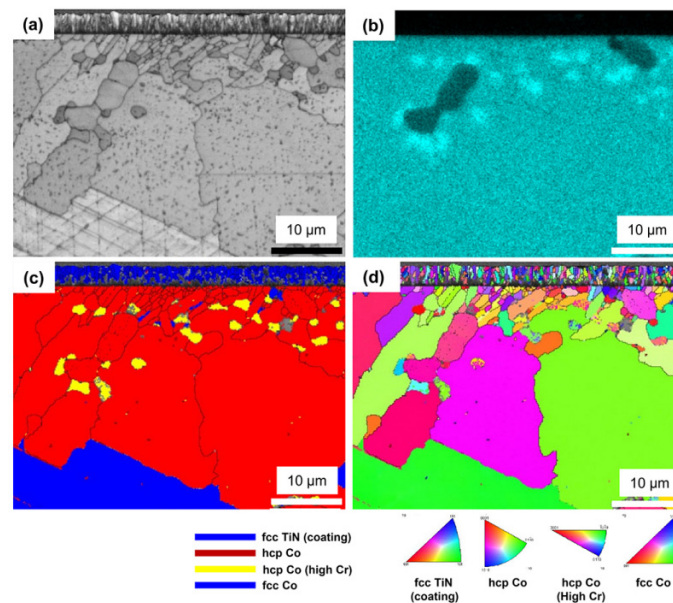 (a)
(b)
10 µm
10 µm
(c)
(d)
10 µm
10 µm
fcc TiN (coating)
hcp Co
hcp Co (high Cr)
fcc Co
fcc TiN
(coating)
hcp Co
hcp Co
(High Cr)
fcc Co